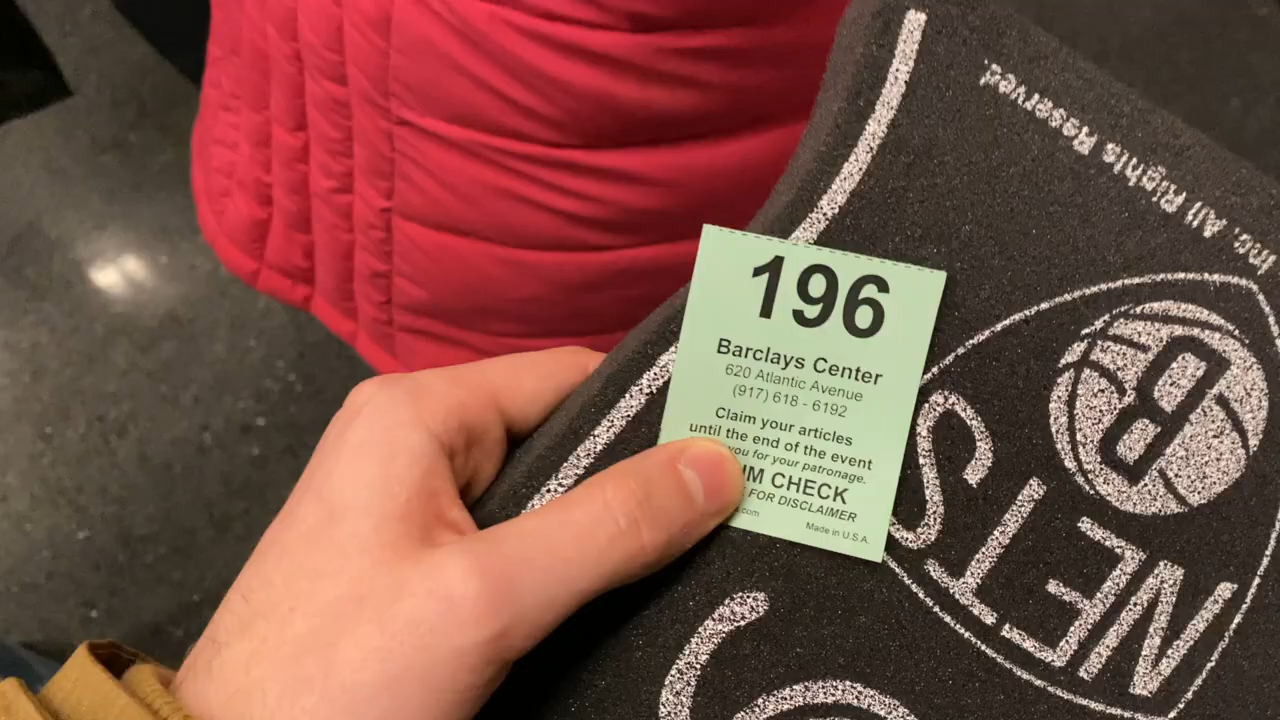 196
Barclays Center
620 Atlantic Avenue
(917) 618 - 6192
Claim your articles
until the end of the event
you for your patronage.
IM CHECK
FOR DISCLAIMER
.com
Made in U.S.A.
Inc. All Rights Reserved.
B
NETS